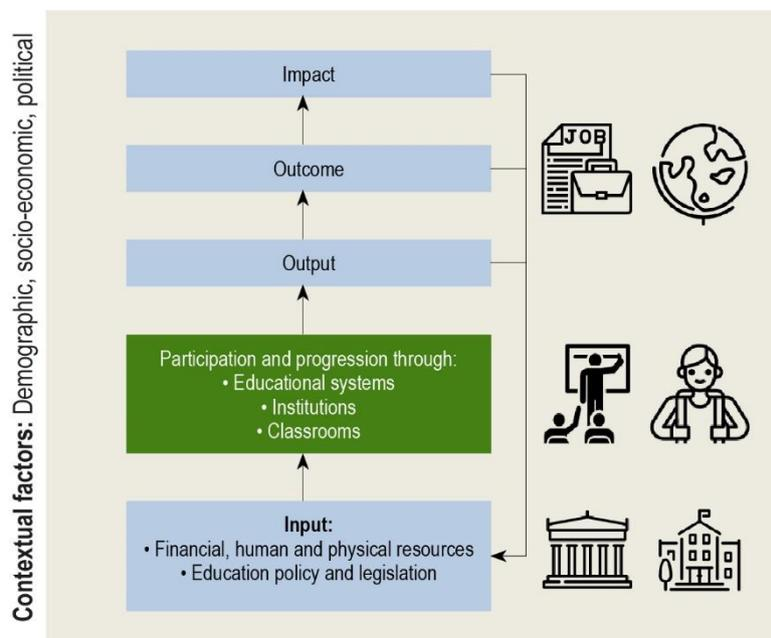 Contextual factors: Demographic, socio-economic, political
Impact
Outcome
Output
Participation and progression through:
• Educational systems
• Institutions
• Classrooms
Input:
• Financial, human and physical resources
• Education policy and legislation
JOB